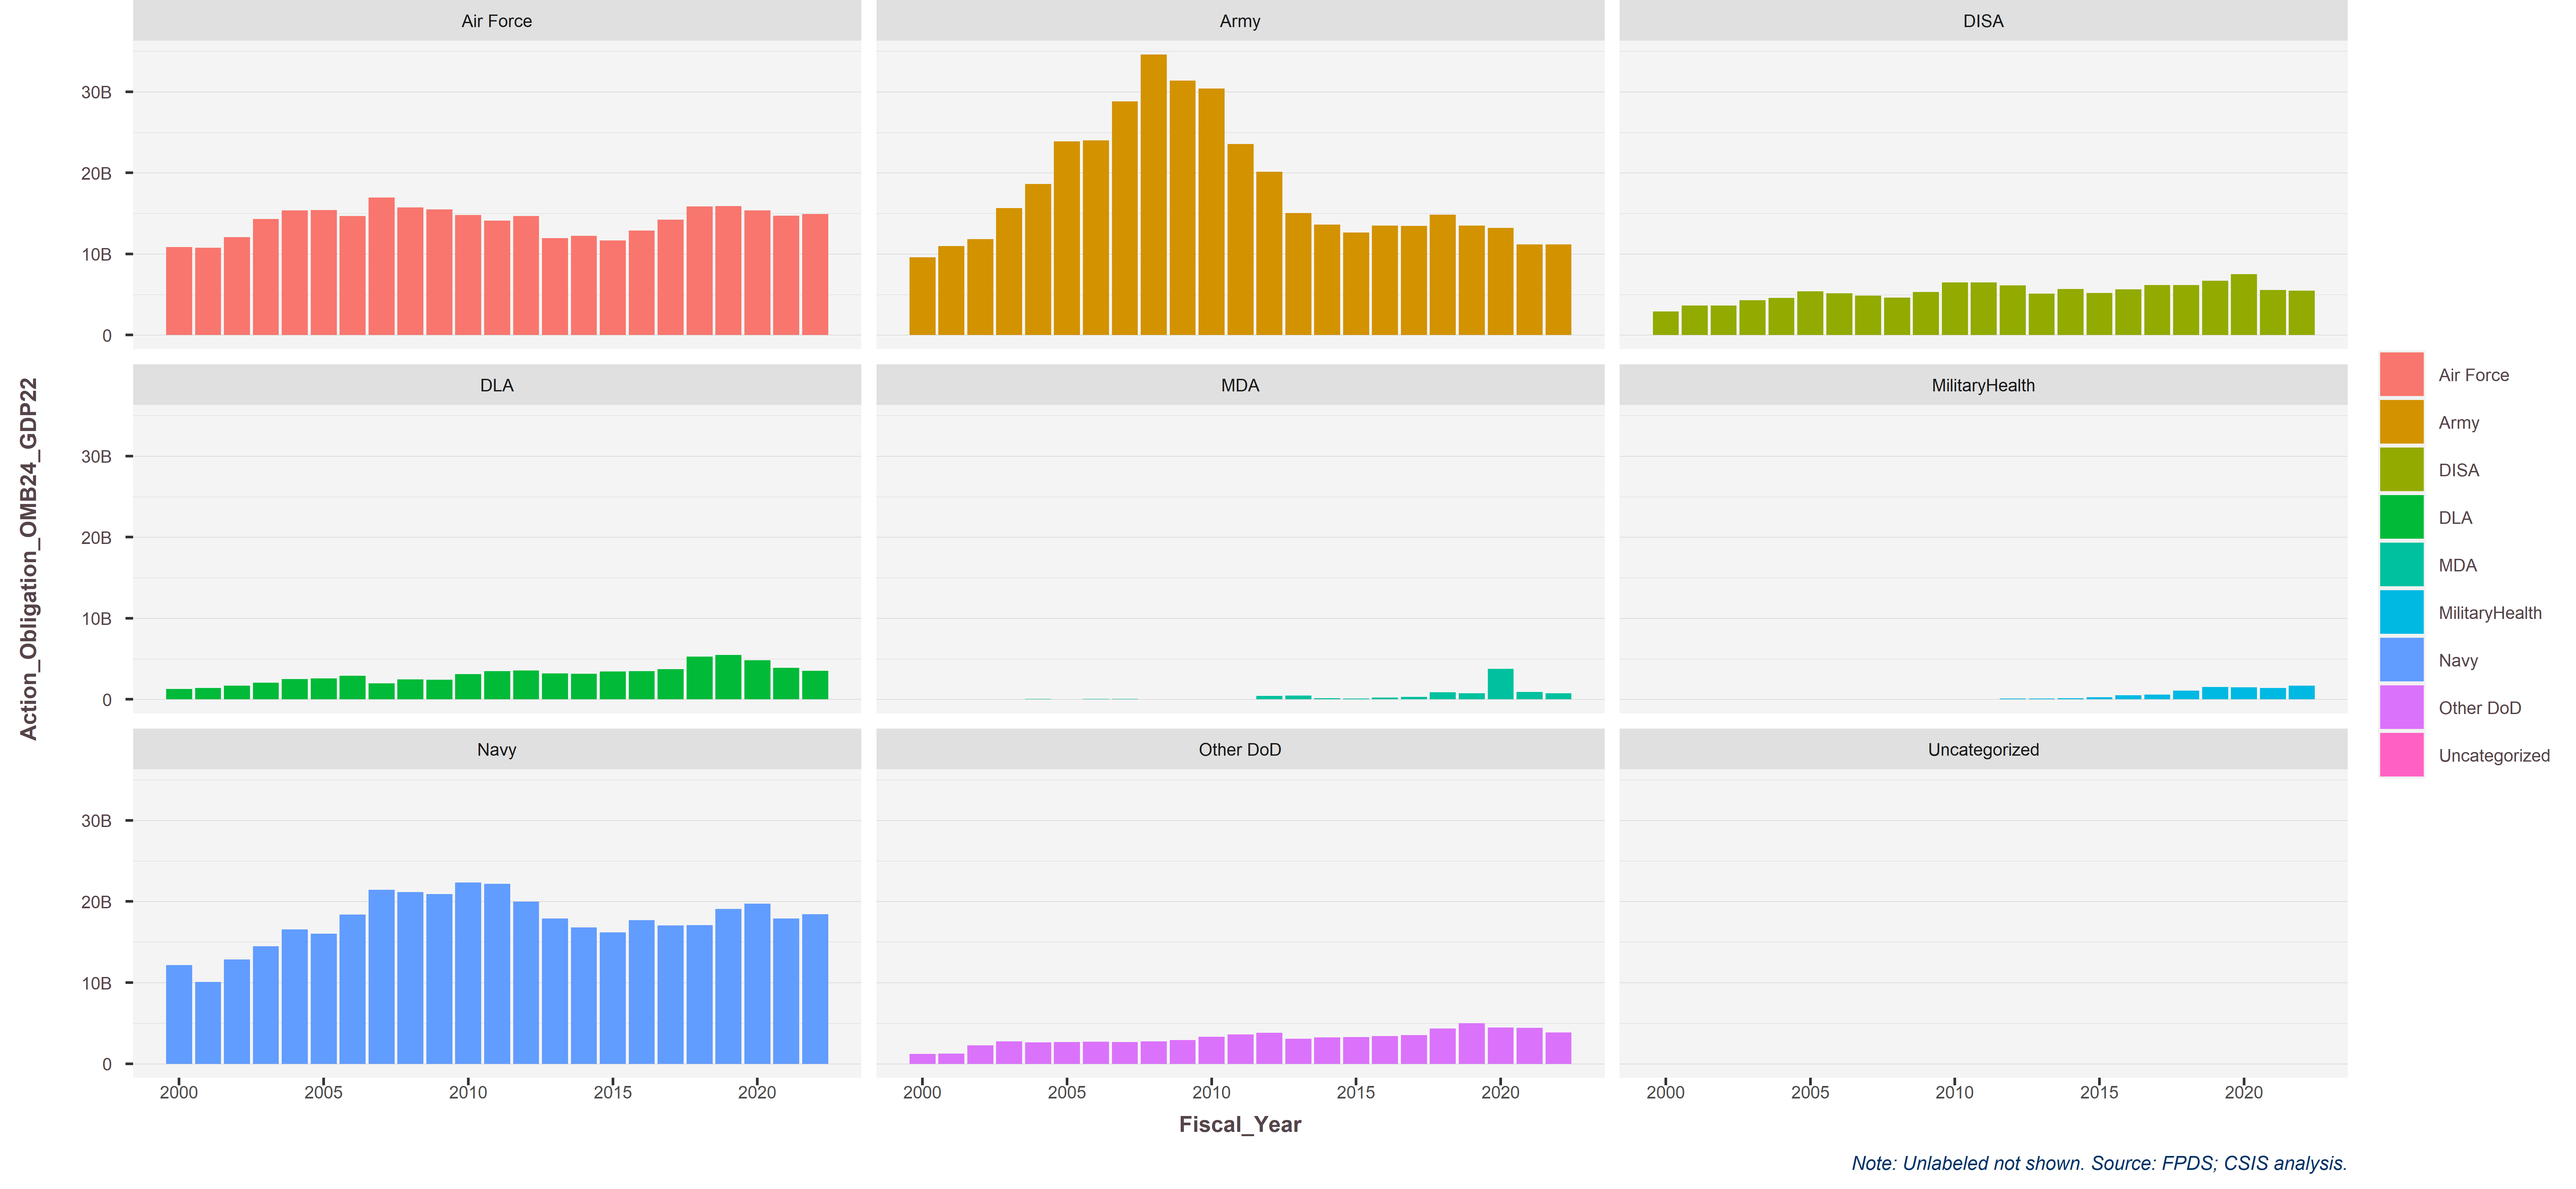 Air Force
Army
DISA
30B
20B
10B
0
DLA
MDA
MilitaryHealth
30B
20B
10B
0
Navy
Other DoD
Uncategorized
30B
20B
10B
0
2000 2005 2010 2015 2020
2000 2005 2010 2015 2020
2000 2005 2010 2015 2020
Action_Obligation_OMB24_GDP22
Fiscal_Year
Air Force
Army
DISA
DLA
MDA
MilitaryHealth
Navy
Other DoD
Uncategorized
Note: Unlabeled not shown. Source: FPDS; CSIS analysis.